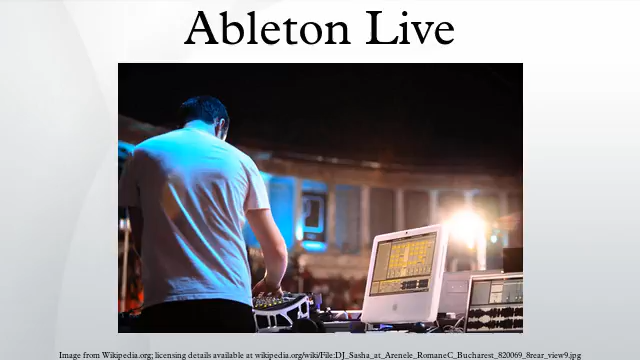 Ableton Live
Image from Wikipedia.org; licensing details available at wikipedia.org/wiki/File:DJ_Sasha_at_Arenele_RomaneC_Bucharest_820069_8rear_view9.jpg